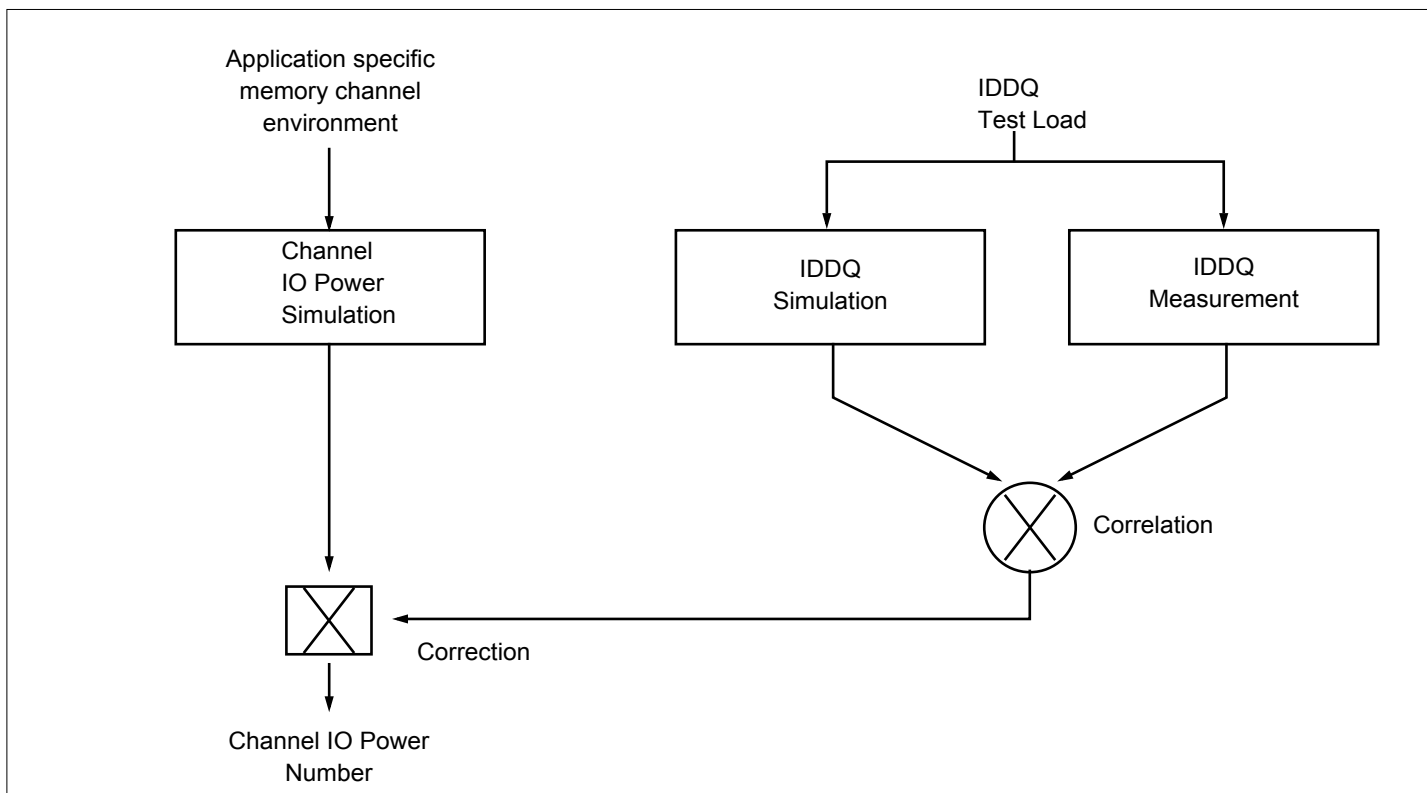 Application specific
memory channel
environment
IDDQ
Test Load
Channel
IO Power
Simulation
IDDQ
Simulation
IDDQ
Measurement
Correlation
Correction
Channel IO Power
Number